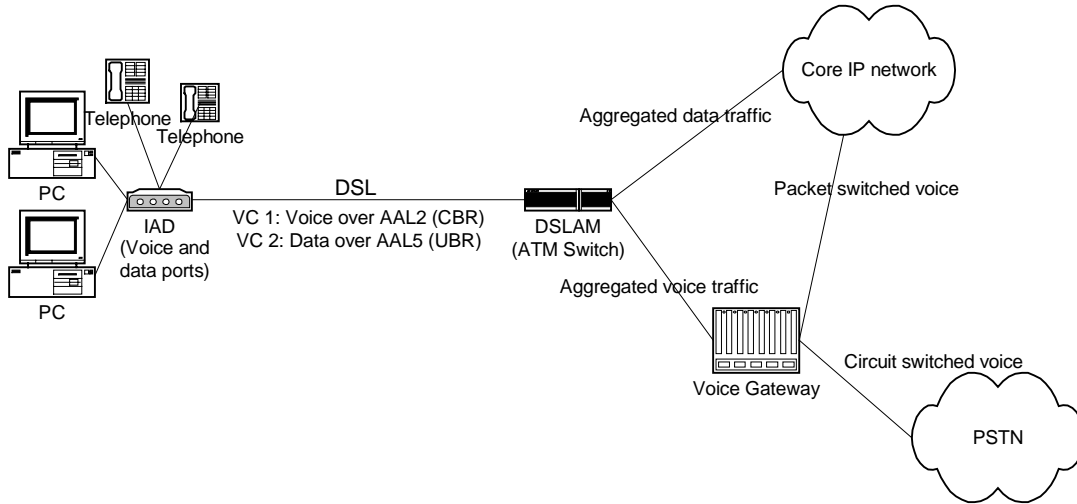 Core IP network
Telephone
Telephone
Aggregated data traffic
PC
DSL
Packet switched voice
VC 1: Voice over AAL2 (CBR)
VC 2: Data over AAL5 (UBR)
IAD
(Voice and
data ports)
DSLAM
(ATM Switch)
PC
Aggregated voice traffic
Circuit switched voice
Voice Gateway
PSTN